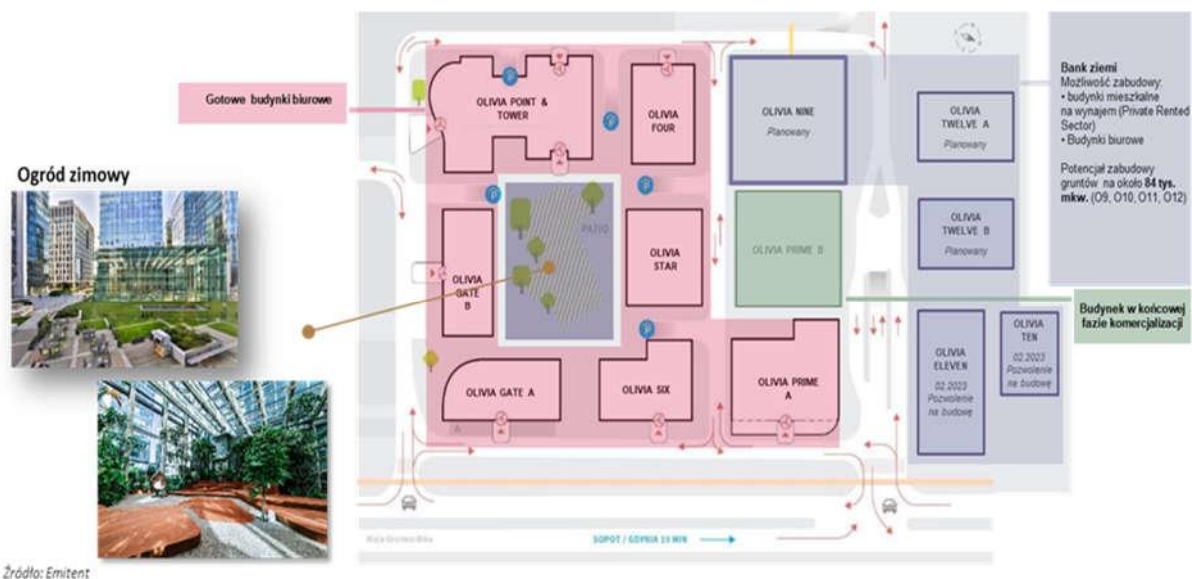 Gotowe budynki biurowe
Ogród zimowy
OLIVIA POINT &
TOWER
OLIVIA
FOUR
OLIVIA NINE
Planowany
OLIVIA
TWELVE A
Planowany
Bank ziemi
Możliwość zabudowy:
• budynki mieszkalne
na wynajem (Private Rented
Sector)
• Budynki biurowe
Potencjał zabudowy
gruntów na około 84 tys.
mkw. (O9, O10, O11, O12)
PATIO
OLIVIA
GATE
B
OLIVIA
STAR
OLIVIA PRIME B
OLIVIA
TWELVE B
Planowany
Budynek w końcowej
fazie komercjalizacji
OLIVIA GATE A
OLIVIA SIX
OLIVIA PRIME
A
OLIVIA
ELEVEN
02.2023
Pozwolenie
na budowę
OLIVIA
TEN
02.2023
Pozwolenie
na budowę
SOPOT / GDYNIA 15 MIN
Źródło: Emitent